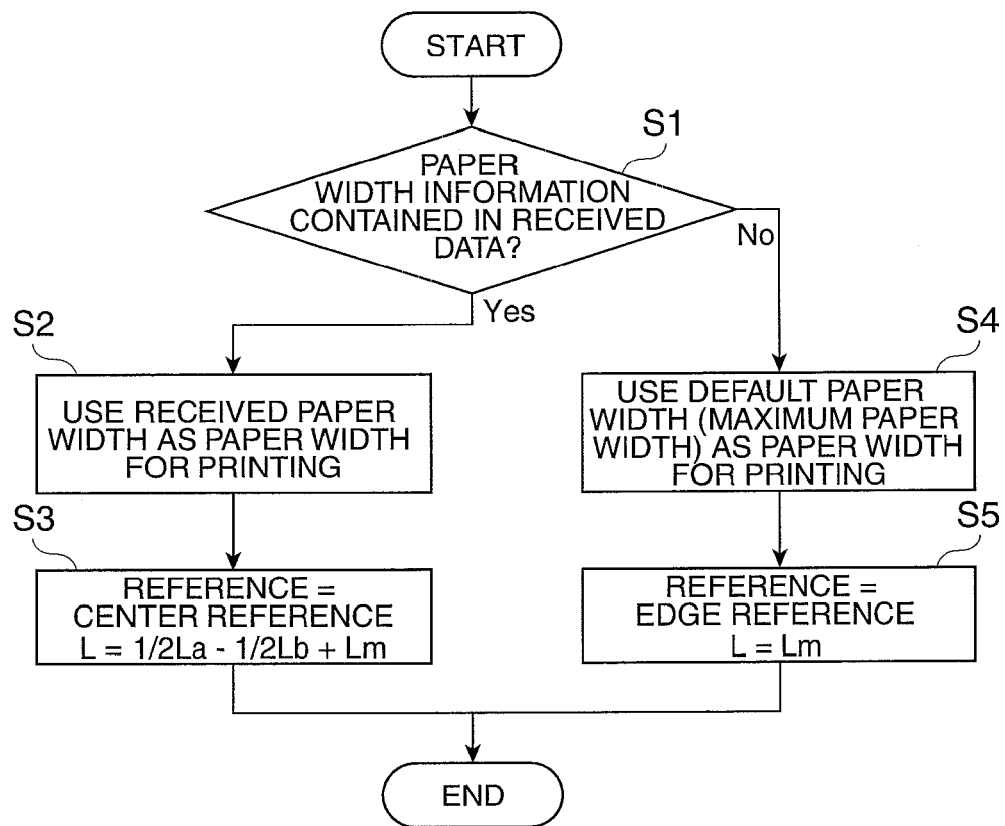 START
S1
PAPER
WIDTH INFORMATION
CONTAINED IN RECEIVED
DATA?
No
Yes
S2
USE RECEIVED PAPER
WIDTH AS PAPER WIDTH
FOR PRINTING
S4
USE DEFAULT PAPER
WIDTH (MAXIMUM PAPER
WIDTH) AS PAPER WIDTH
FOR PRINTING
S3
REFERENCE =
CENTER REFERENCE
L = 1/2La - 1/2Lb + Lm
S5
REFERENCE =
EDGE REFERENCE
L = Lm
END